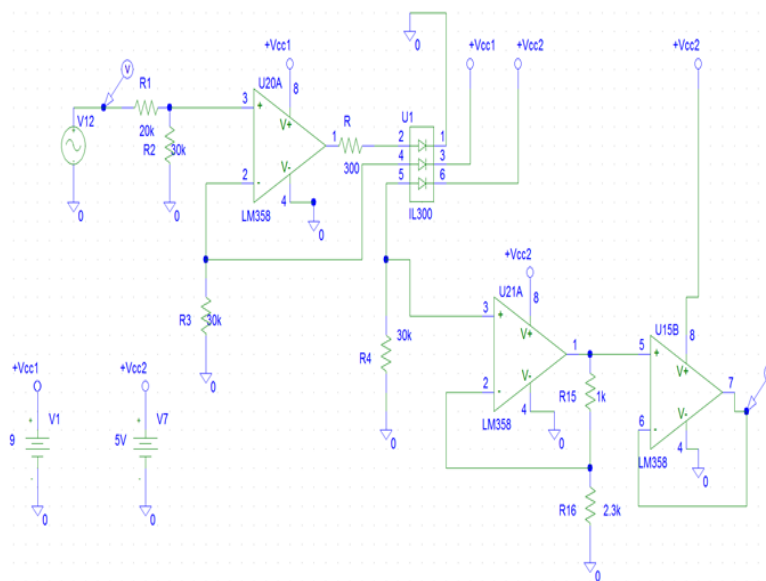 0
+Vcc1
+Vcc1
+Vcc2
+Vcc2
V
V12
R1
20k
R2
30k
0
0
U20A
3
+
2
-
8
V+
V-
4
1
LM358
0
R
300
U1
2
1
4
3
5
6
IL300
R3
30k
0
R4
30k
0
+Vcc2
U21A
3
+
2
-
8
V+
V-
4
1
LM358
0
R15
1k
R16
2.3k
0
U15B
5
+
6
-
8
V+
V-
4
7
LM358
0
+Vcc1
+
V1
9
-
0
+Vcc2
+
V7
5V
-
0